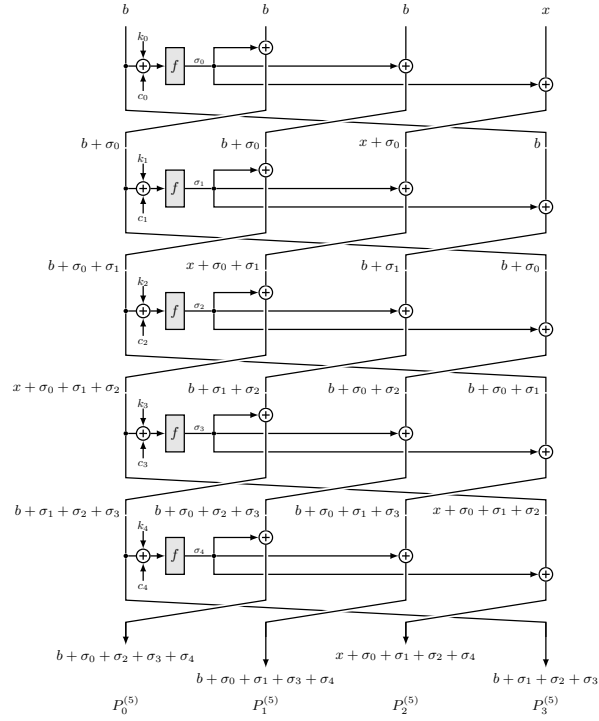 b b b x
k₀
f σ₀
c₀
b + σ₀ b + σ₀ x + σ₀ b
k₁
f σ₁
c₁
b + σ₀ + σ₁ x + σ₀ + σ₁ b + σ₁ b + σ₀
k₂
f σ₂
c₂
x + σ₀ + σ₁ + σ₂ b + σ₁ + σ₂ b + σ₀ + σ₂ b + σ₀ + σ₁
k₃
f σ₃
c₃
b + σ₁ + σ₂ + σ₃ b + σ₀ + σ₂ + σ₃ b + σ₀ + σ₁ + σ₃ x + σ₀ + σ₁ + σ₂
k₄
f σ₄
c₄
b + σ₀ + σ₂ + σ₃ + σ₄ x + σ₀ + σ₁ + σ₂ + σ₄
b + σ₀ + σ₁ + σ₃ + σ₄ b + σ₁ + σ₂ + σ₃
P₀⁽⁵⁾ P₁⁽⁵⁾ P₂⁽⁵⁾ P₃⁽⁵⁾